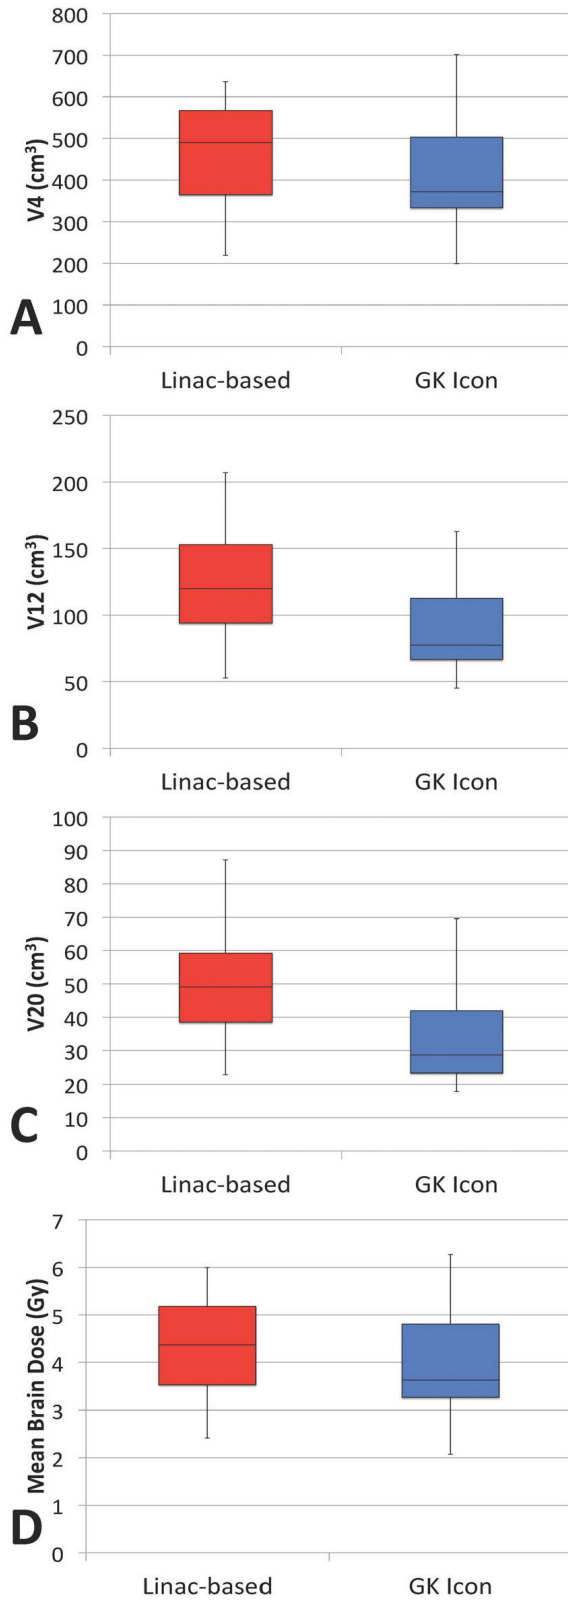 800
700
600
500
400
300
200
100
0
V4 (cm³)
A
Linac-based GK Icon
250
200
150
100
50
0
V12 (cm³)
B
Linac-based GK Icon
100
90
80
70
60
50
40
30
20
10
0
V20 (cm³)
C
Linac-based GK Icon
7
6
5
4
3
2
1
0
Mean Brain Dose (Gy)
D
Linac-based GK Icon